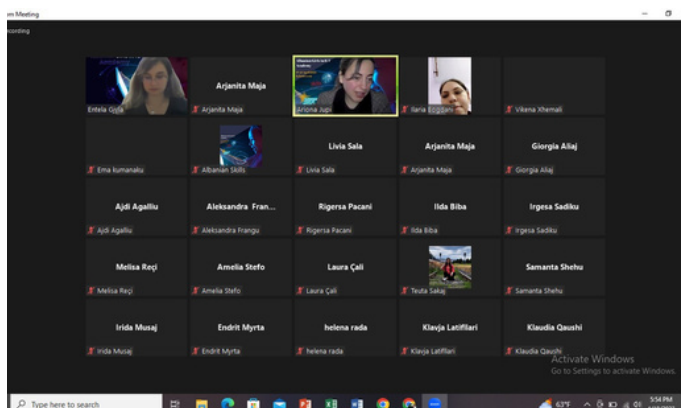 m Meeting
ecording
Entela Gjyla
Arjanita Maja
Arjanita Maja
Arjona Jupi
Ilaria Bogdani
Vikena Xhemali
Ema kumanaku
Albanian Skills
Livia Sala
Livia Sala
Arjanita Maja
Arjanita Maja
Giorgia Aliaj
Giorgia Aliaj
Ajdi Agalliu
Ajdi Agalliu
Aleksandra Fran...
Aleksandra Frangu
Rigersa Pacani
Rigersa Pacani
Ilda Biba
Ilda Biba
Irgesa Sadiku
Irgesa Sadiku
Melisa Reçi
Melisa Reçi
Amelia Stefo
Amelia Stefo
Laura Çali
Laura Çali
Teuta Sakaj
Samanta Shehu
Samanta Shehu
Irida Musaj
Irida Musaj
Endrit Myrta
Endrit Myrta
helena rada
helena rada
Klavja Latifllari
Klavja Latifllari
Klaudia Qaushi
Klaudia Qaushi
Activate Windows
Go to Settings to activate Windows.
Type here to search
63°F
5:54 PM